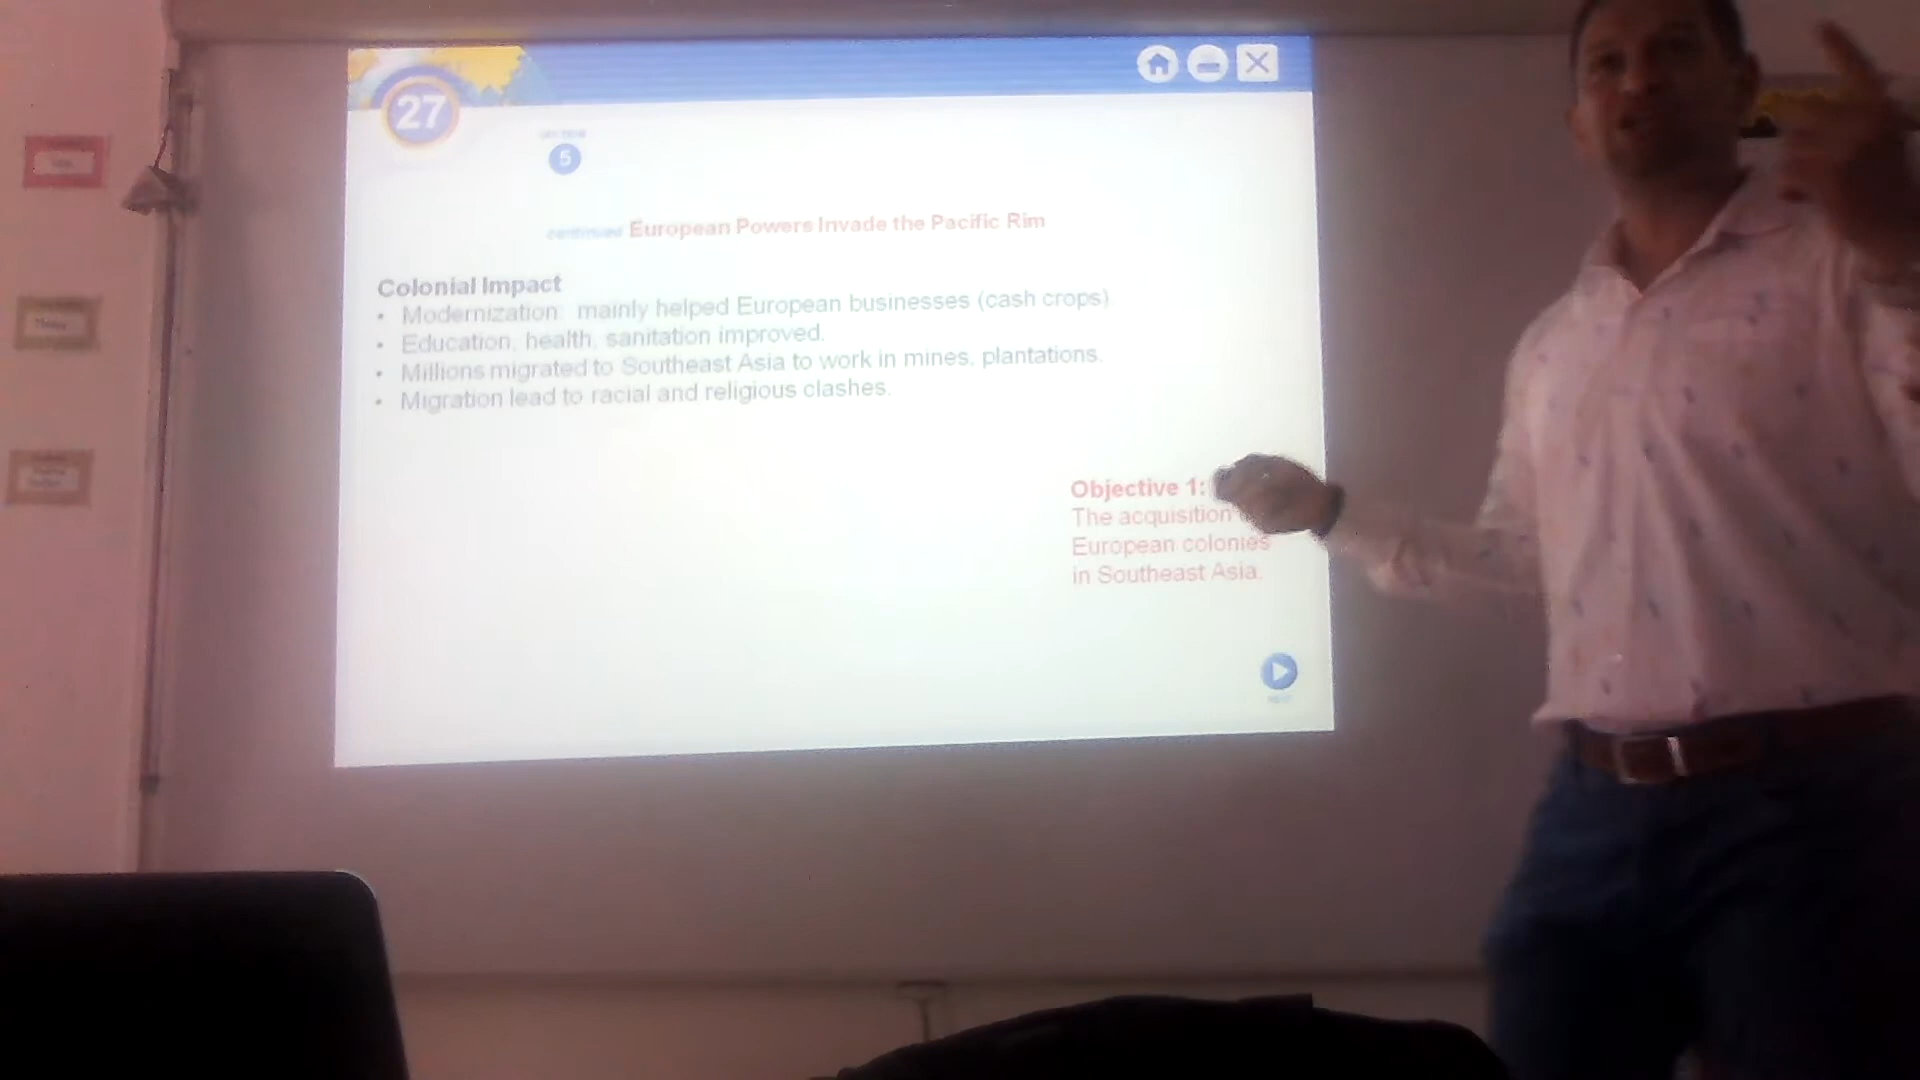 27
5
continued European Powers Invade the Pacific Rim
Colonial Impact
• Modernization: mainly helped European businesses (cash crops)
• Education, health, sanitation improved.
• Millions migrated to Southeast Asia to work in mines, plantations.
• Migration lead to racial and religious clashes.
Objective 1:
The acquisition
European colonies
in Southeast Asia.